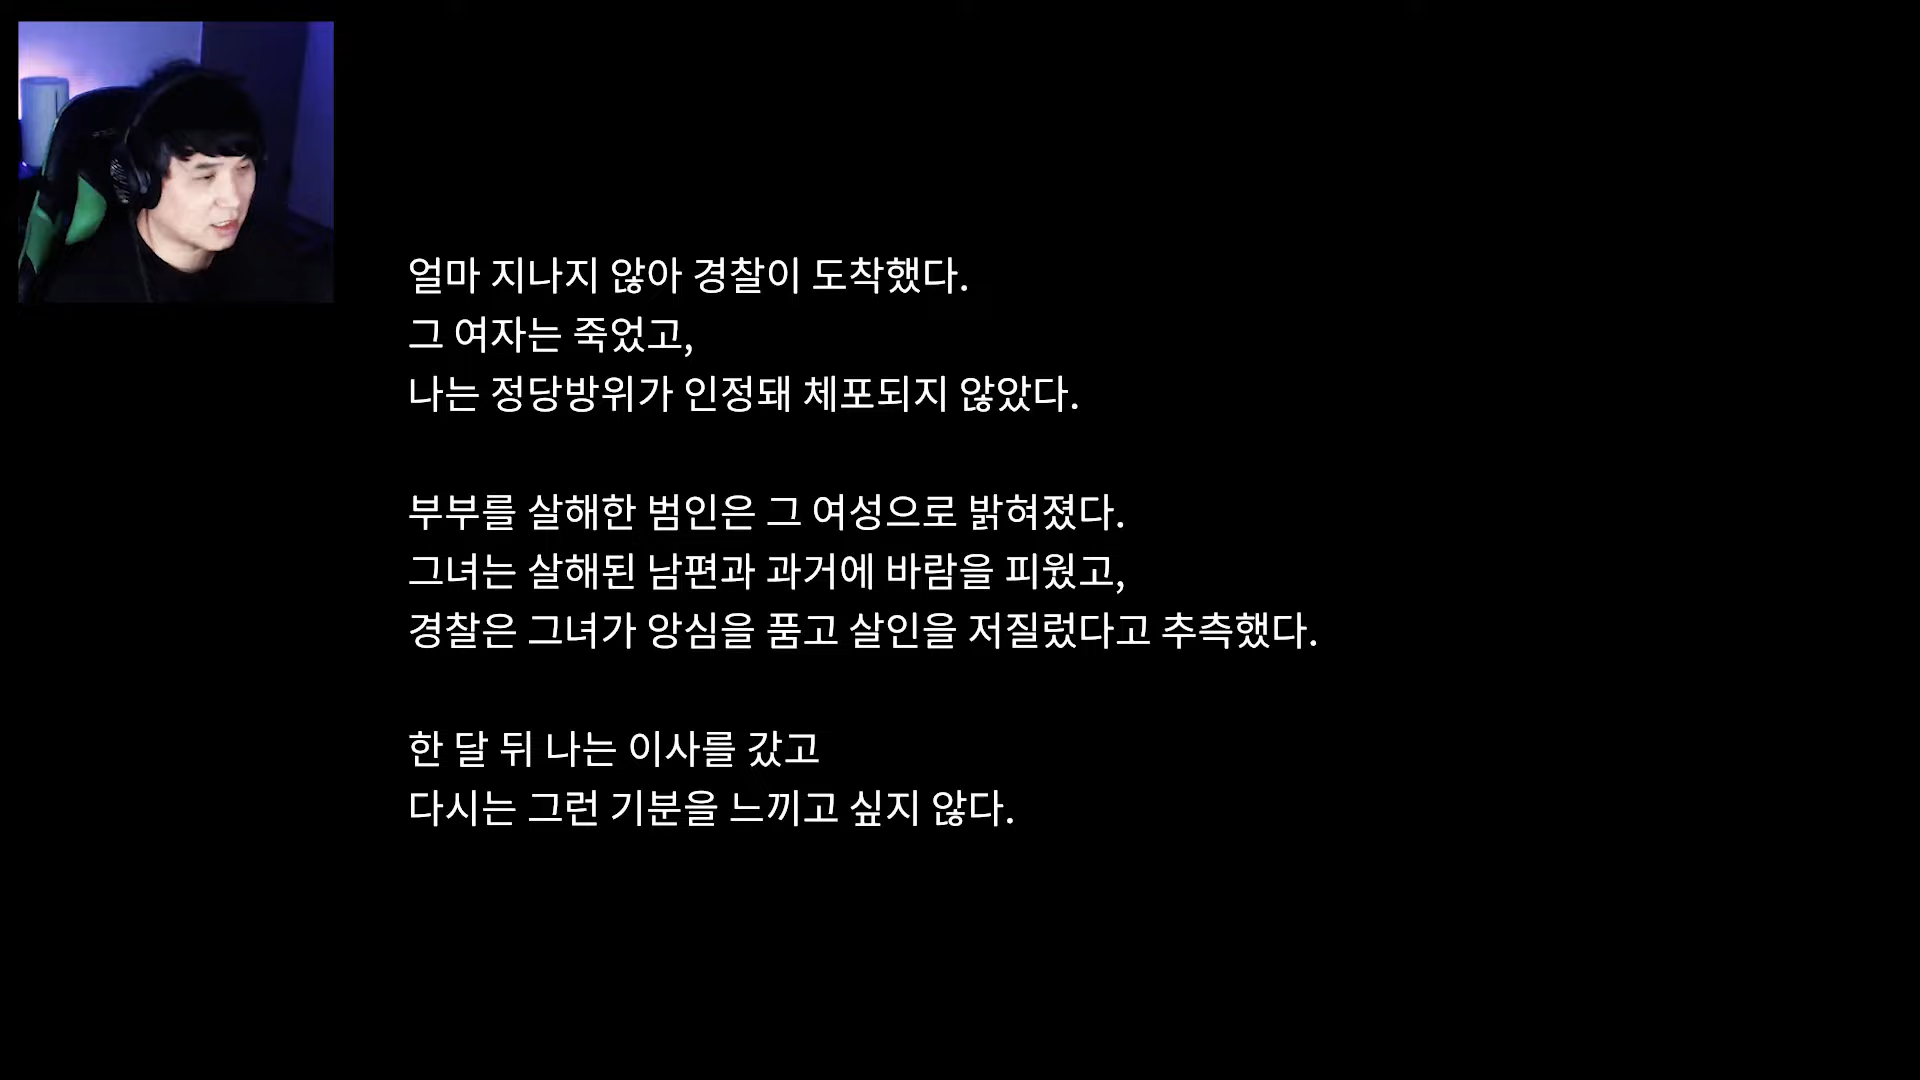 얼마 지나지 않아 경찰이 도착했다.
그 여자는 죽었고,
나는 정당방위가 인정돼 체포되지 않았다.
부부를 살해한 범인은 그 여성으로 밝혀졌다.
그녀는 살해된 남편과 과거에 바람을 피웠고,
경찰은 그녀가 앙심을 품고 살인을 저질렀다고 추측했다.
한 달 뒤 나는 이사를 갔고
다시는 그런 기분을 느끼고 싶지 않다.